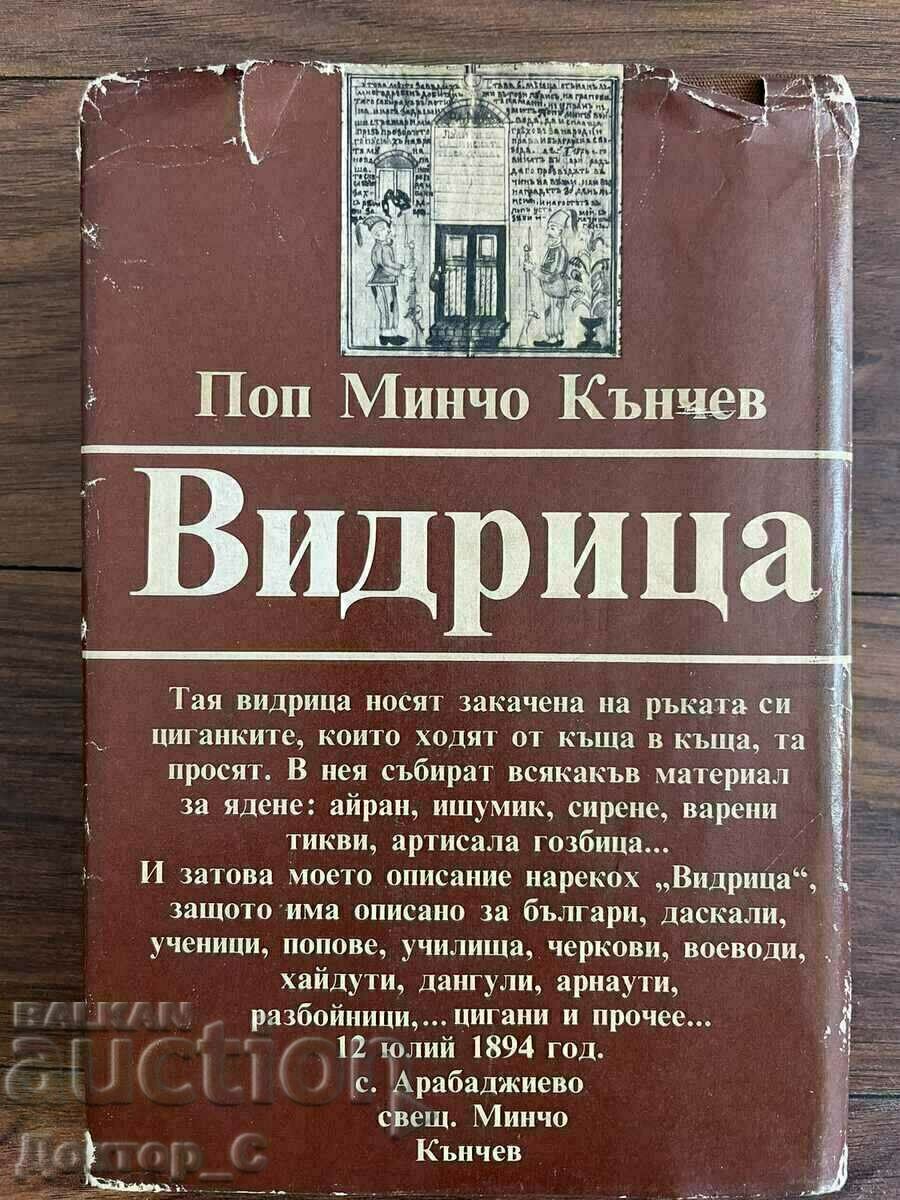 Поп Минчо Кънчев
Видрица
Тая видрица носят закачена на ръката си
циганките, които ходят от къща в къща, та
просят. В нея събират всякакъв материал
за ядене: айран, ишумик, сирене, варени
тикви, артисала гозбица...
И затова моето описание нарекох „Видрица“,
защото има описано за българи, даскали,
ученици, попове, училища, черкови, воеводи,
хайдути, дангули, арнаути,
разбойници,... цигани и прочее...
12 юлий 1894 год.
с. Арабаджиево
свещ. Минчо
Кънчев
BALKAN
auction
Доктор_С